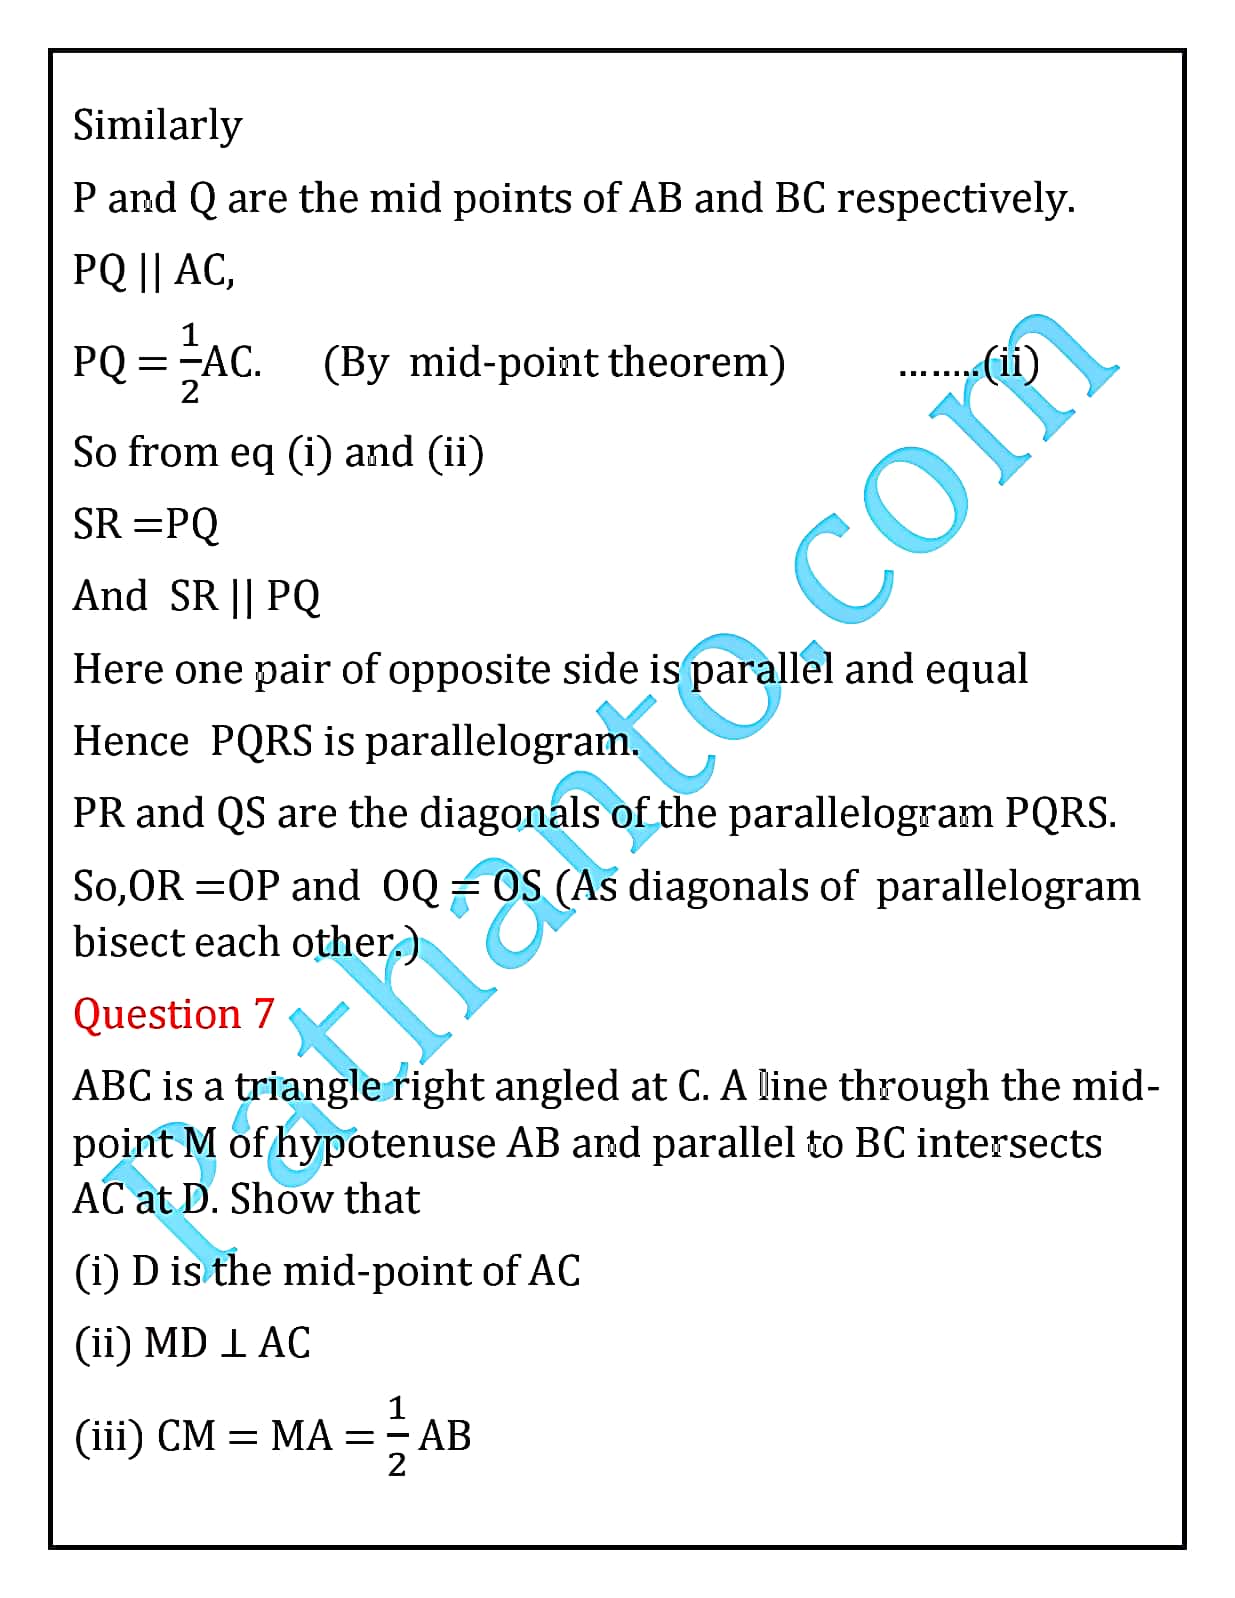 Similarly
P and Q are the mid points of AB and BC respectively.
PQ || AC,
PQ = 1/2 AC. (By mid-point theorem) ........(ii)
So from eq (i) and (ii)
SR =PQ
And SR || PQ
Here one pair of opposite side is parallel and equal
Hence PQRS is parallelogram.
PR and QS are the diagonals of the parallelogram PQRS.
So,OR =OP and OQ = OS (As diagonals of parallelogram
bisect each other.)
Question 7
ABC is a triangle right angled at C. A line through the mid-
point M of hypotenuse AB and parallel to BC intersects
AC at D. Show that
(i) D is the mid-point of AC
(ii) MD ⊥ AC
(iii) CM = MA = 1/2 AB
Pathanto.com